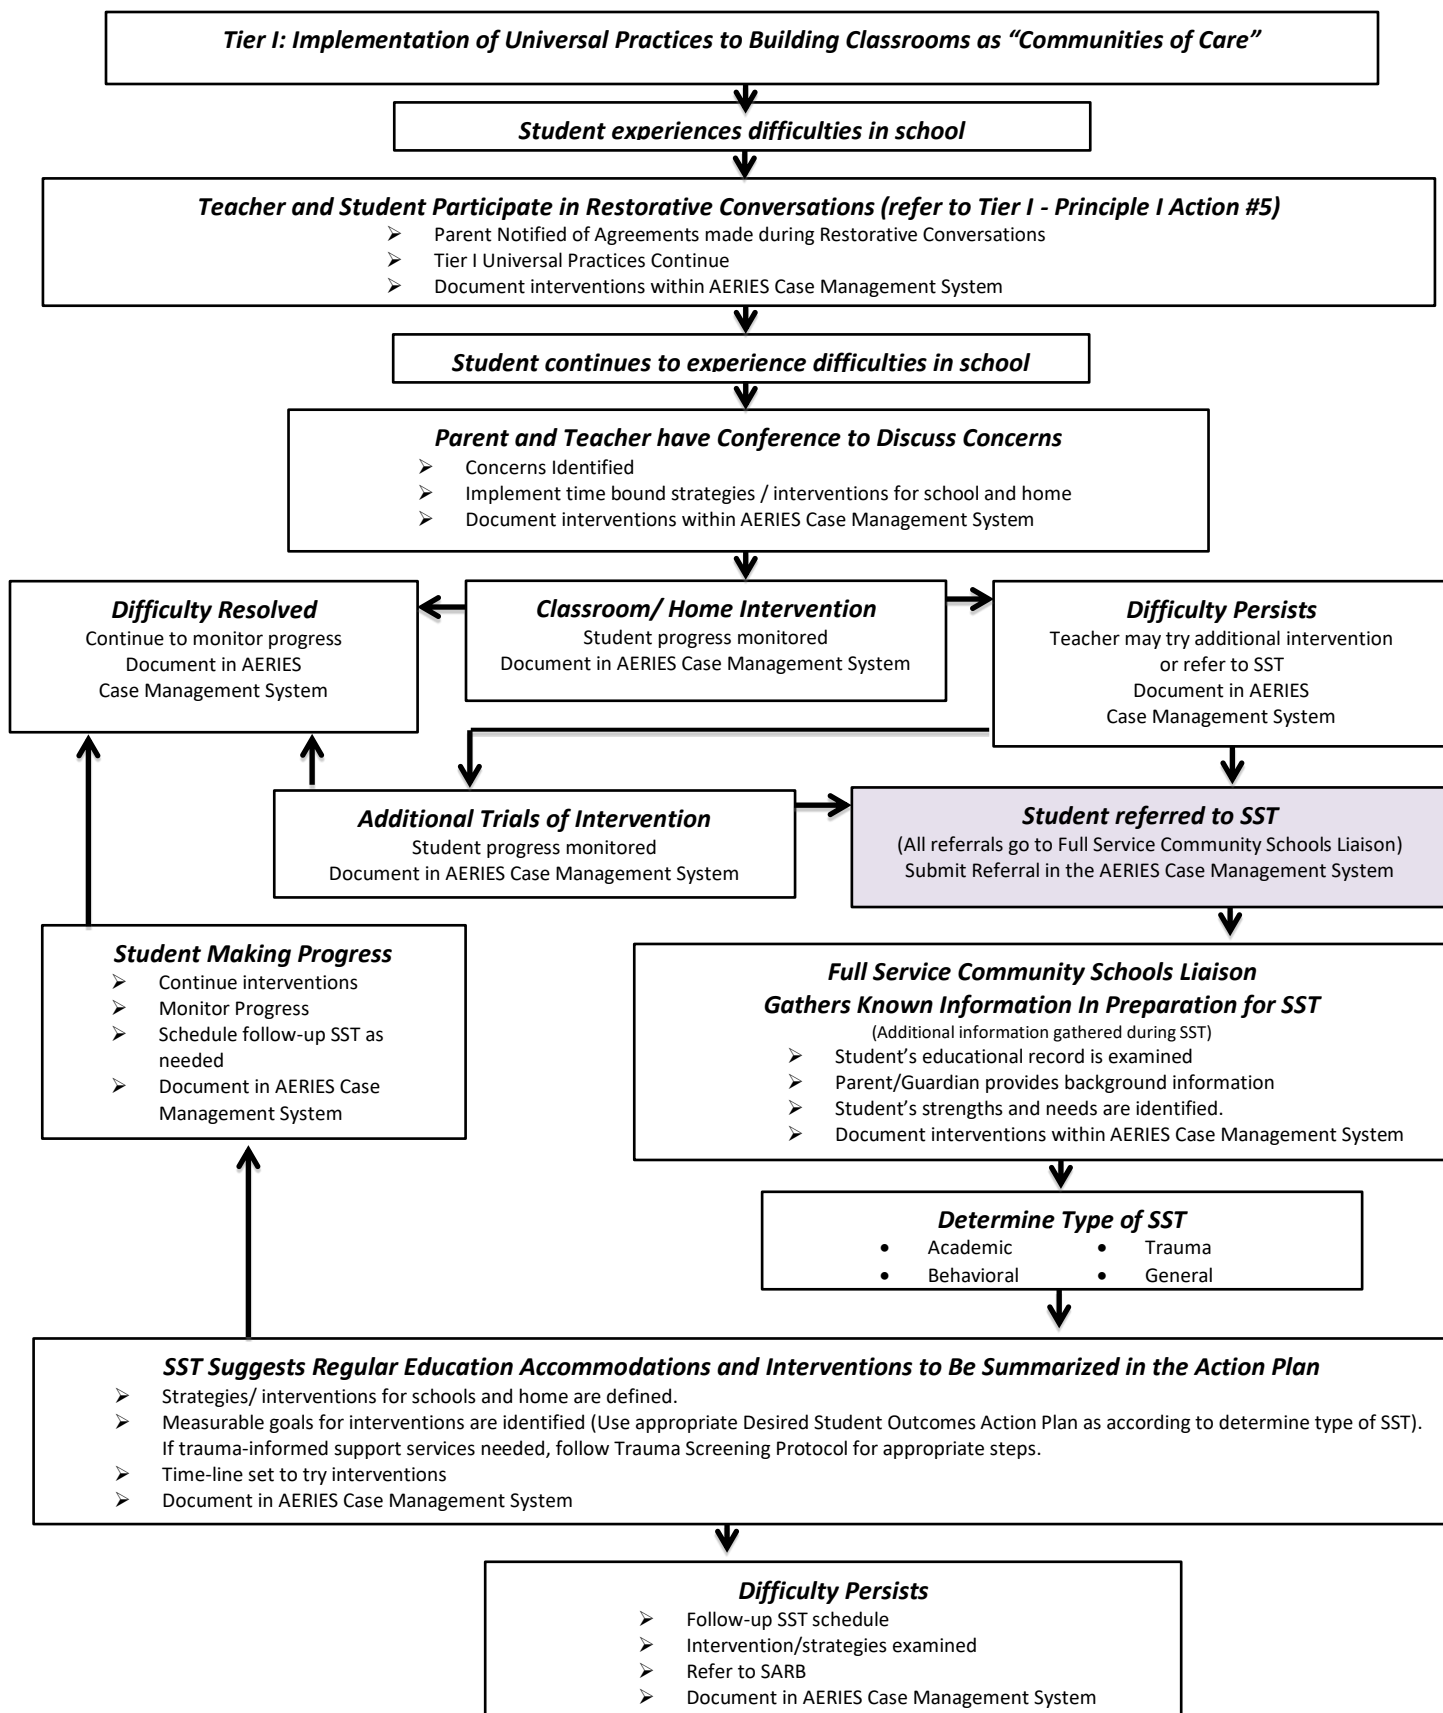 Tier I: Implementation of Universal Practices to Building Classrooms as “Communities of Care”
Student experiences difficulties in school
Teacher and Student Participate in Restorative Conversations (refer to Tier I - Principle I Action #5)
➢ Parent Notified of Agreements made during Restorative Conversations
➢ Tier I Universal Practices Continue
➢ Document interventions within AERIES Case Management System
Student continues to experience difficulties in school
Parent and Teacher have Conference to Discuss Concerns
➢ Concerns Identified
➢ Implement time bound strategies / interventions for school and home
➢ Document interventions within AERIES Case Management System
Difficulty Resolved
Continue to monitor progress
Document in AERIES
Case Management System
Classroom/ Home Intervention
Student progress monitored
Document in AERIES Case Management System
Difficulty Persists
Teacher may try additional intervention
or refer to SST
Document in AERIES
Case Management System
Additional Trials of Intervention
Student progress monitored
Document in AERIES Case Management System
Student referred to SST
(All referrals go to Full Service Community Schools Liaison)
Submit Referral in the AERIES Case Management System
Student Making Progress
➢ Continue interventions
➢ Monitor Progress
➢ Schedule follow-up SST as
needed
➢ Document in AERIES Case
Management System
Full Service Community Schools Liaison
Gathers Known Information In Preparation for SST
(Additional information gathered during SST)
➢ Student’s educational record is examined
➢ Parent/Guardian provides background information
➢ Student’s strengths and needs are identified.
➢ Document interventions within AERIES Case Management System
Determine Type of SST
• Academic • Trauma
• Behavioral • General
SST Suggests Regular Education Accommodations and Interventions to Be Summarized in the Action Plan
➢ Strategies/ interventions for schools and home are defined.
➢ Measurable goals for interventions are identified (Use appropriate Desired Student Outcomes Action Plan as according to determine type of SST).
If trauma-informed support services needed, follow Trauma Screening Protocol for appropriate steps.
➢ Time-line set to try interventions
➢ Document in AERIES Case Management System
Difficulty Persists
➢ Follow-up SST schedule
➢ Intervention/strategies examined
➢ Refer to SARB
➢ Document in AERIES Case Management System